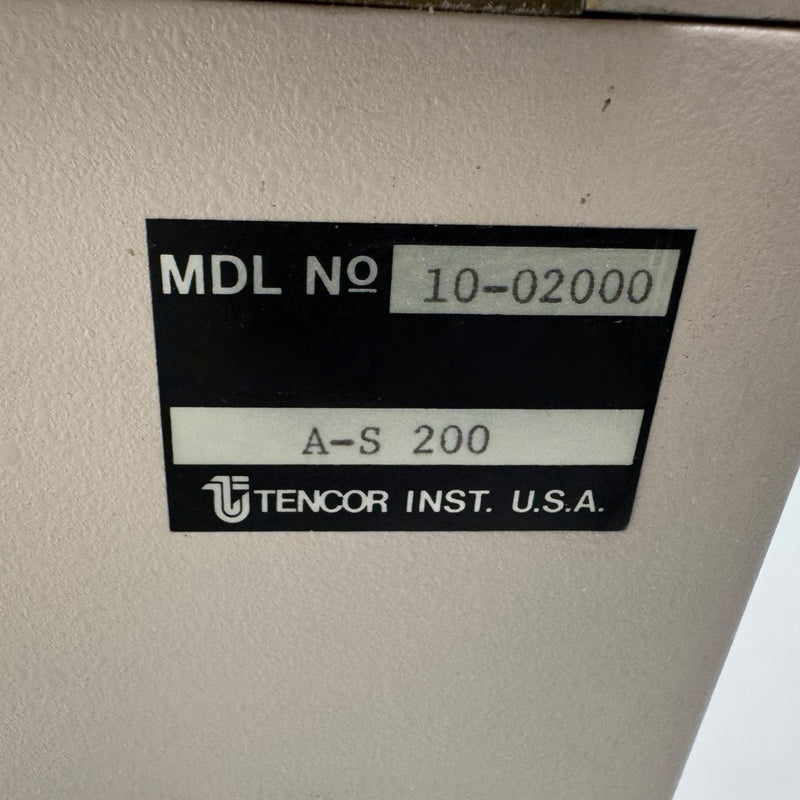 MDL Nº 10-02000
A-S 200
TENCOR INST. U.S.A.